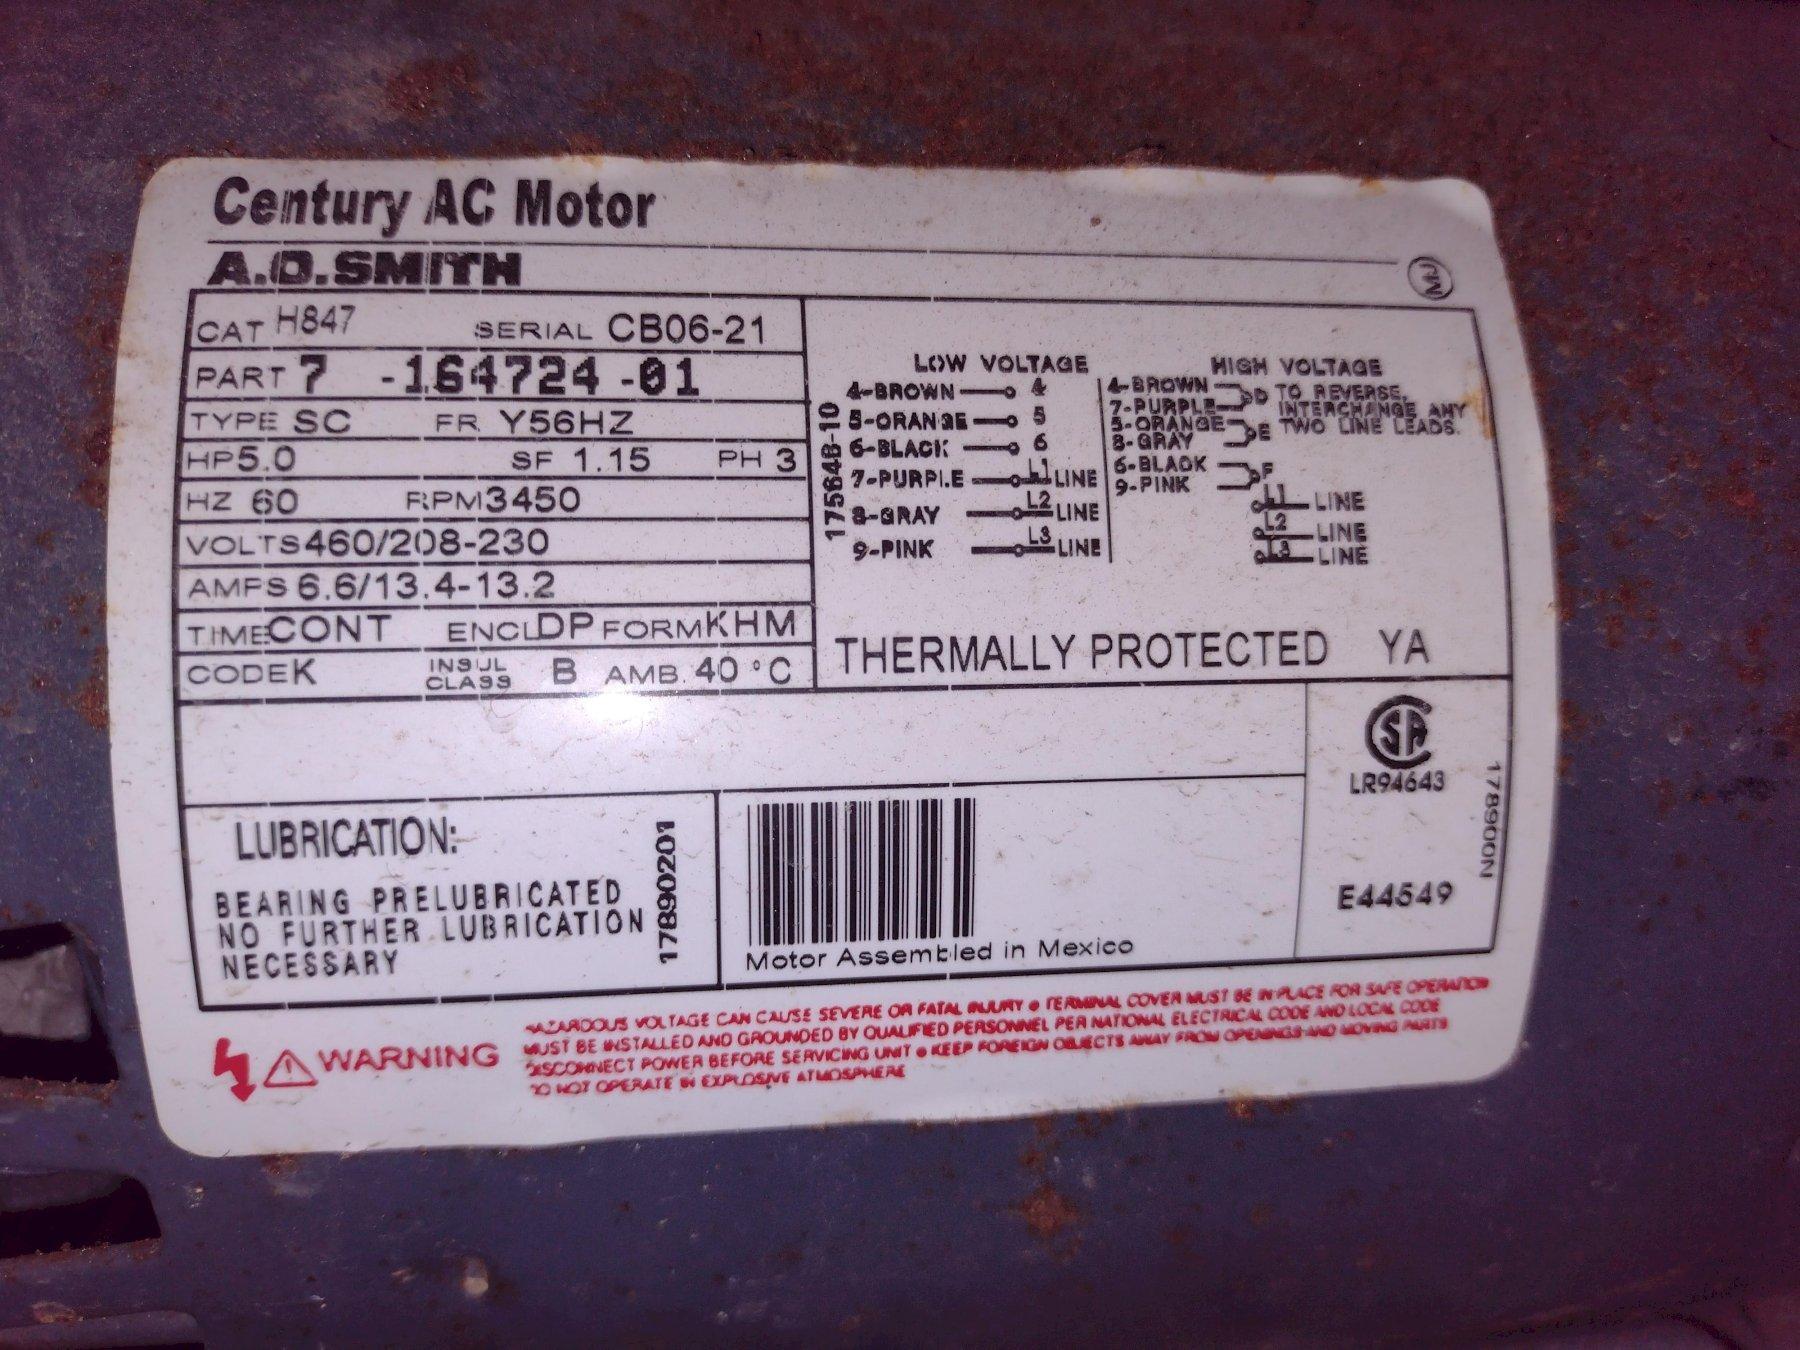 Century AC Motor
A.O.SMITH
MJ
CAT H847 SERIAL CB06-21
PART 7 -164724-01
TYPE SC FR Y56HZ
HP 5.0 SF 1.15 PH 3
HZ 60 RPM 3450
VOLTS 460/208-230
AMPS 6.6/13.4-13.2
TIME CONT ENCL DP FORM KHM
CODE K INSUL CLASS B AMB. 40 °C
175648-10
LOW VOLTAGE
4-BROWN 4
5-ORANGE 5
6-BLACK 6
7-PURPLE L1 LINE
8-GRAY L2 LINE
9-PINK L3 LINE
HIGH VOLTAGE
4-BROWN
7-PURPLE D
5-ORANGE
8-GRAY E
6-BLACK
9-PINK F
L1 LINE
L2 LINE
L3 LINE
TO REVERSE,
INTERCHANGE ANY
TWO LINE LEADS.
THERMALLY PROTECTED YA
SA
LR94643
E44549
178900N
LUBRICATION:
BEARING PRELUBRICATED
NO FURTHER LUBRICATION
NECESSARY
17890201
Motor Assembled in Mexico
WARNING
HAZARDOUS VOLTAGE CAN CAUSE SEVERE OR FATAL INJURY ● TERMINAL COVER MUST BE IN PLACE FOR SAFE OPERATION
MUST BE INSTALLED AND GROUNDED BY QUALIFIED PERSONNEL PER NATIONAL ELECTRICAL CODE AND LOCAL CODE
DISCONNECT POWER BEFORE SERVICING UNIT ● KEEP FOREIGN OBJECTS AWAY FROM OPENINGS AND MOVING PARTS
DO NOT OPERATE IN EXPLOSIVE ATMOSPHERE